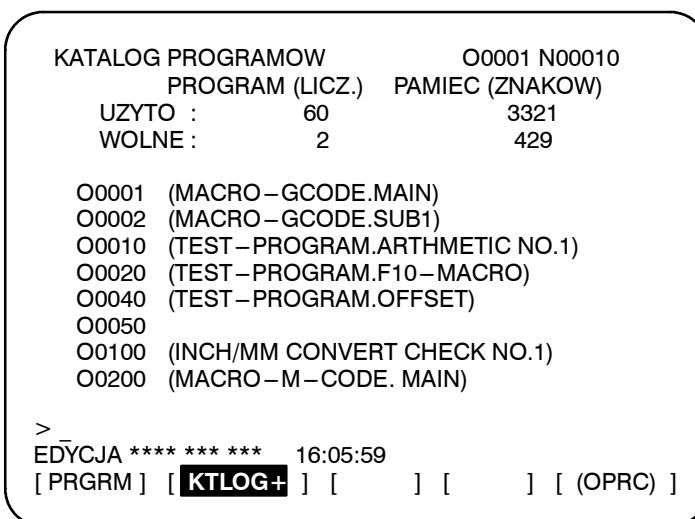 KATALOG PROGRAMOW O0001 N00010
PROGRAM (LICZ.) PAMIEC (ZNAKOW)
UZYTO : 60 3321
WOLNE : 2 429
O0001 (MACRO–GCODE.MAIN)
O0002 (MACRO–GCODE.SUB1)
O0010 (TEST–PROGRAM.ARTHMETIC NO.1)
O0020 (TEST–PROGRAM.F10–MACRO)
O0040 (TEST–PROGRAM.OFFSET)
O0050
O0100 (INCH/MM CONVERT CHECK NO.1)
O0200 (MACRO–M–CODE. MAIN)
> _
EDYCJA **** *** *** 16:05:59
[ PRGRM ] [ KTLOG+ ] [ ] [ ] [ (OPRC) ]